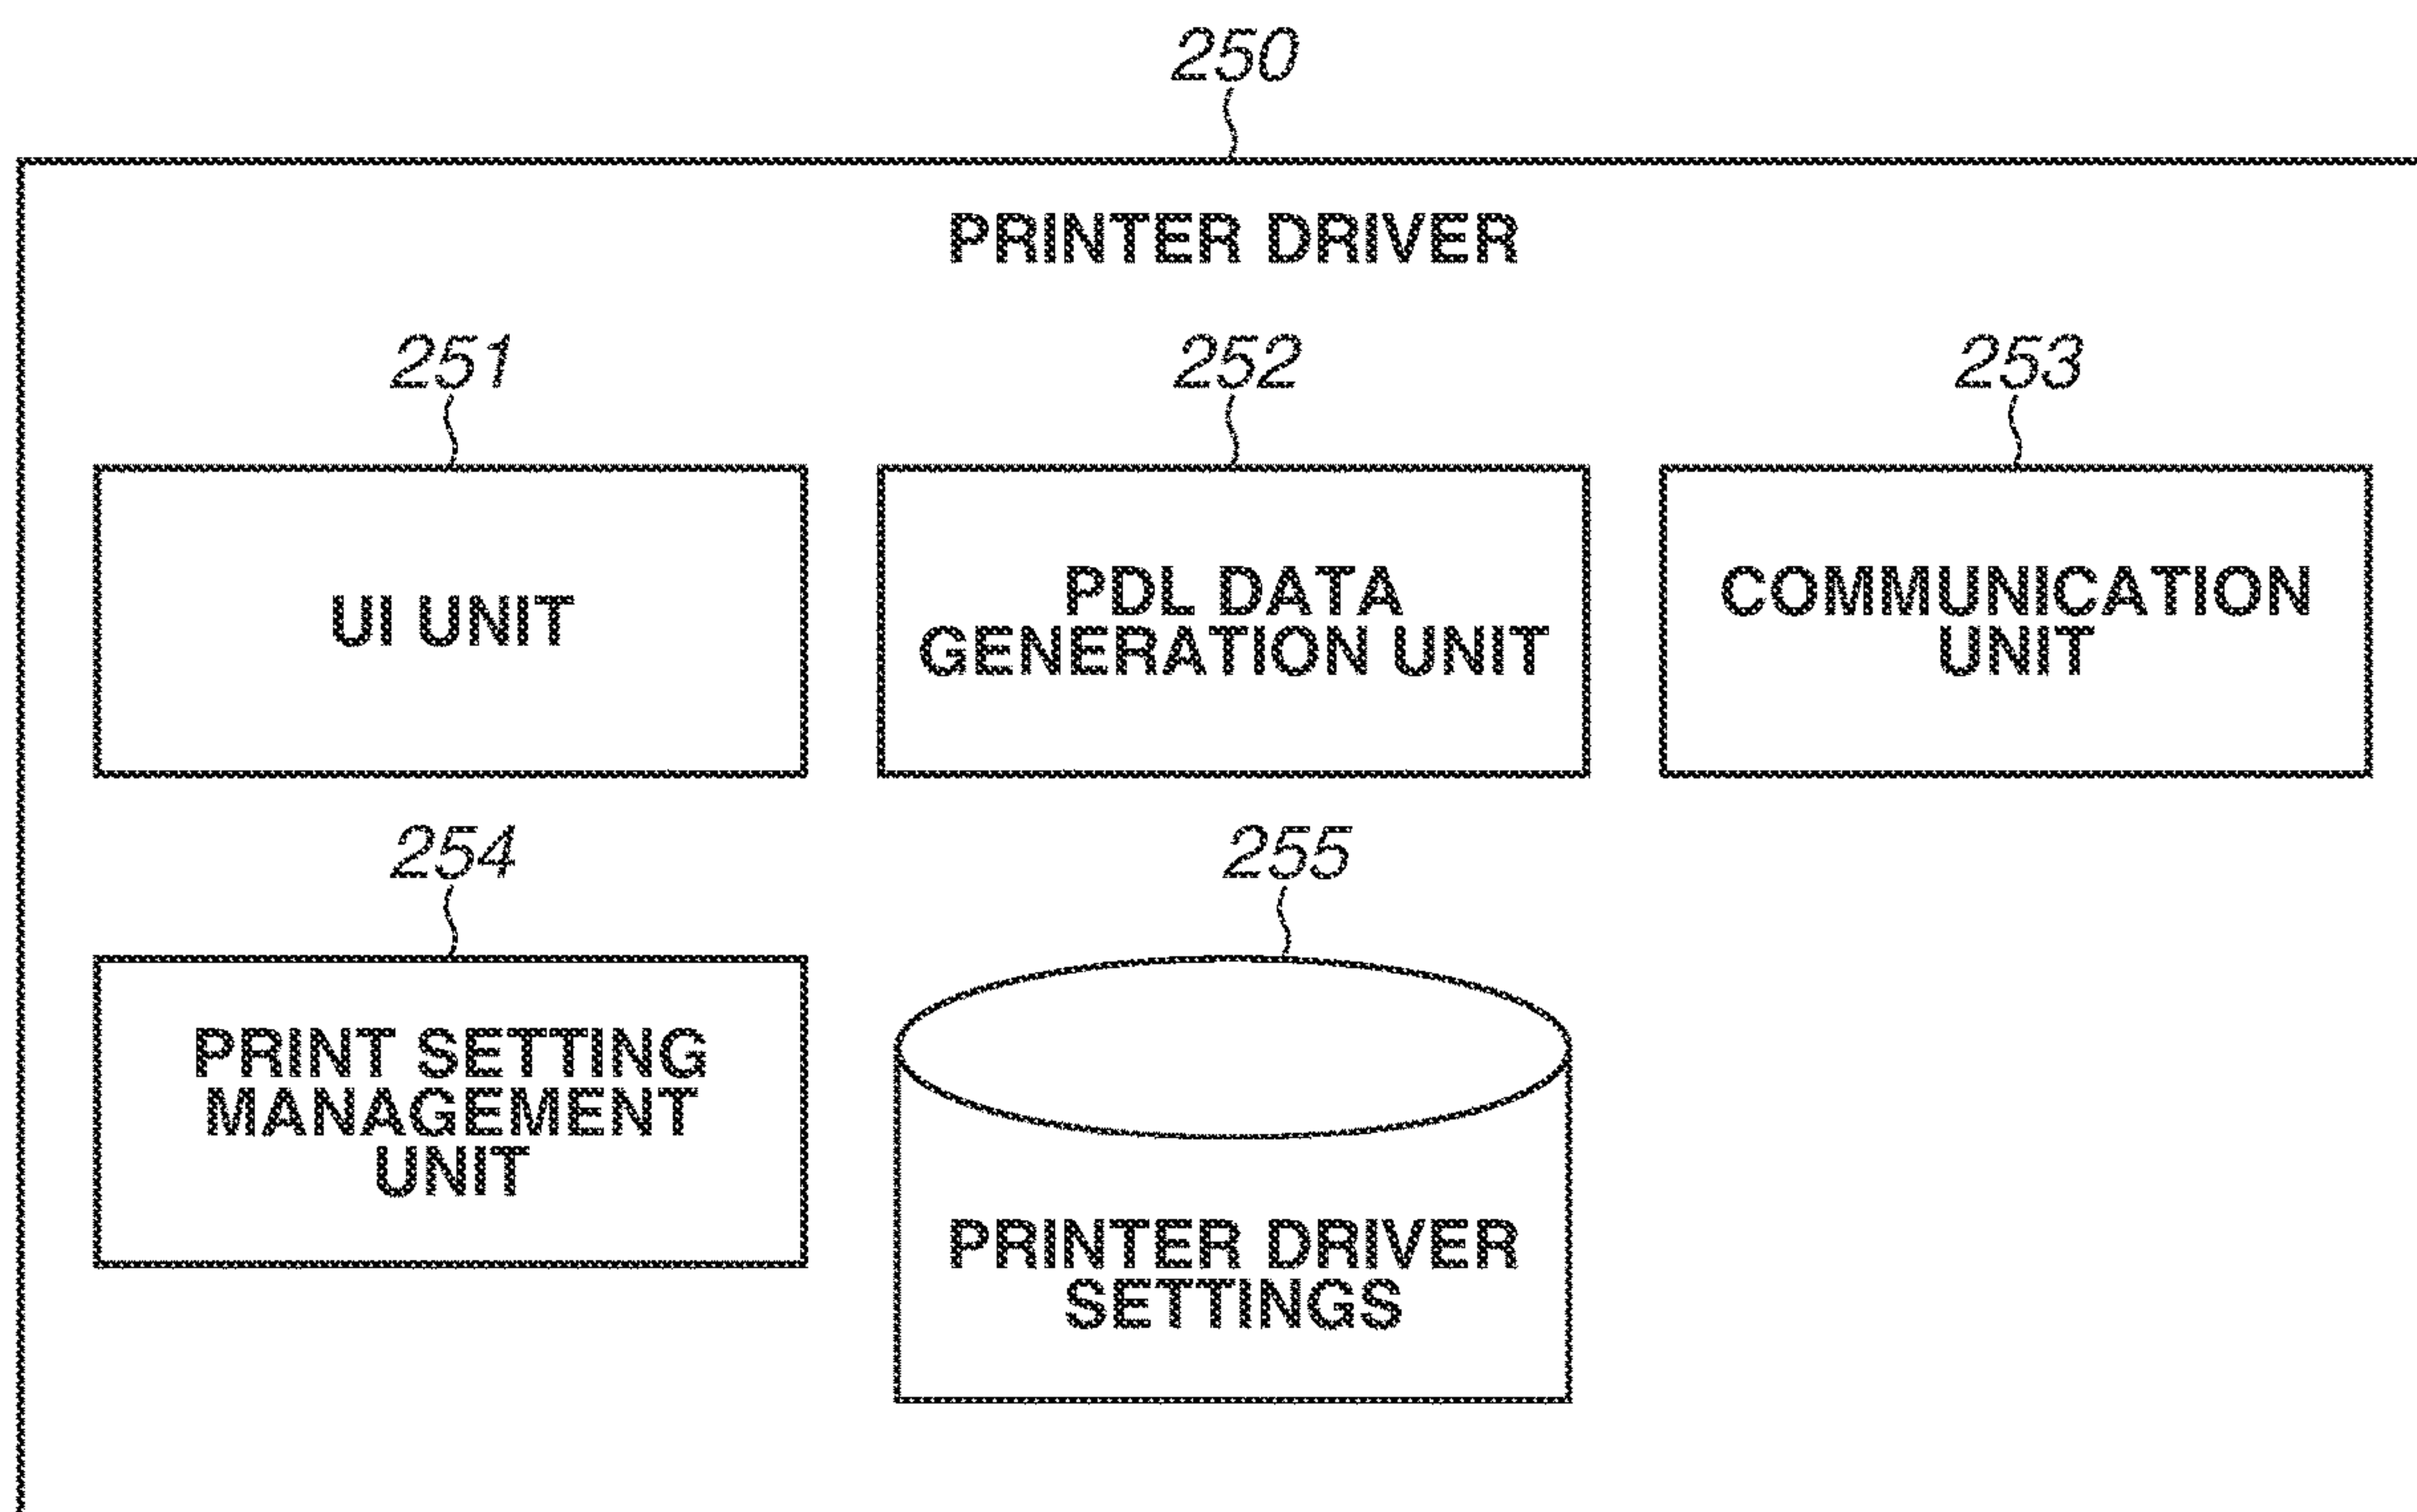 250
PRINTER DRIVER
251
252
253
UI UNIT
PDL DATA
GENERATION UNIT
COMMUNICATION
UNIT
254
255
PRINT SETTING
MANAGEMENT
UNIT
PRINTER DRIVER
SETTINGS